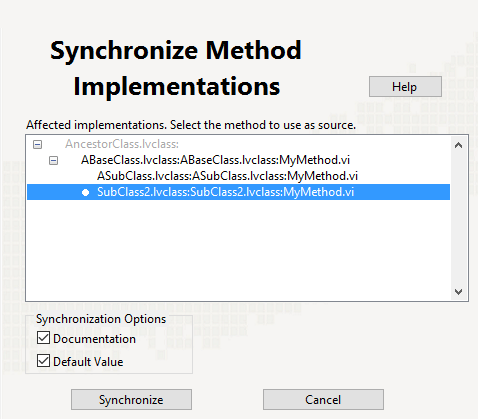 Synchronize Method
Implementations
Help
Affected implementations. Select the method to use as source.
AncestorClass.lvclass:
ABaseClass.lvclass:ABaseClass.lvclass:MyMethod.vi
ASubClass.lvclass:ASubClass.lvclass:MyMethod.vi
SubClass2.lvclass:SubClass2.lvclass:MyMethod.vi
Synchronization Options
Documentation
Default Value
Synchronize
Cancel